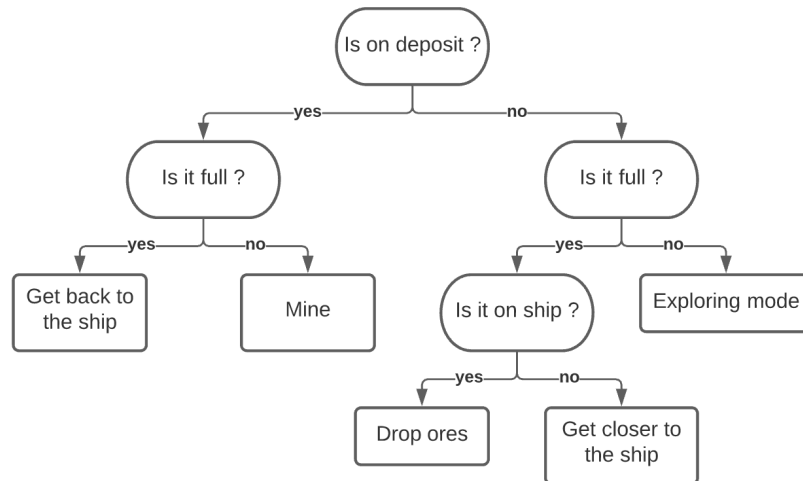 Is on deposit ?
yes
no
Is it full ?
Is it full ?
yes
no
yes
no
Get back to
the ship
Mine
Is it on ship ?
Exploring mode
yes
no
Drop ores
Get closer to
the ship